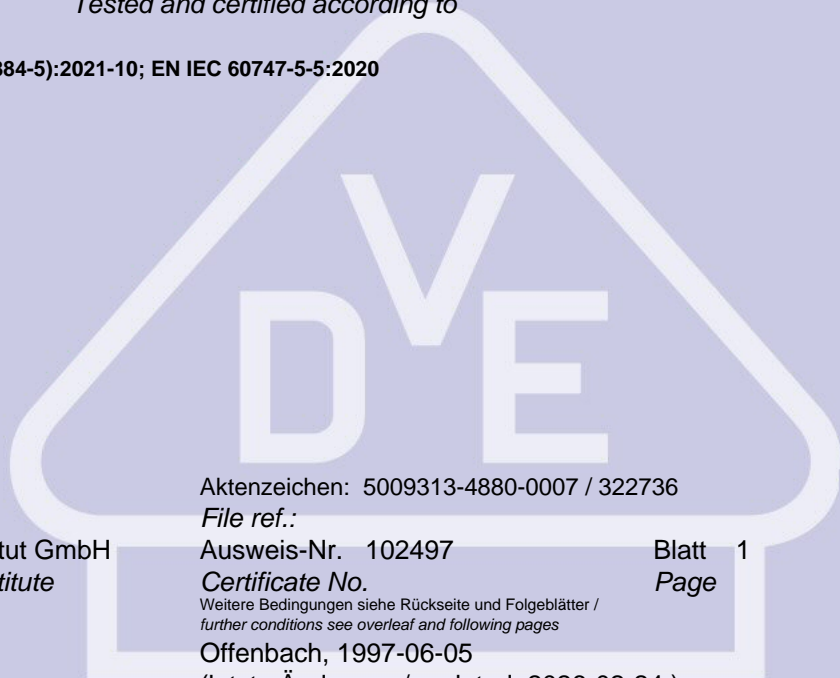 Tested and certified according to
884-5):2021-10; EN IEC 60747-5-5:2020
V
D E
Aktenzeichen: 5009313-4880-0007 / 322736
File ref.:
tut GmbH Ausweis-Nr. 102497 Blatt 1
titute Certificate No. Page
Weitere Bedingungen siehe Rückseite und Folgeblätter /
further conditions see overleaf and following pages
Offenbach, 1997-06-05